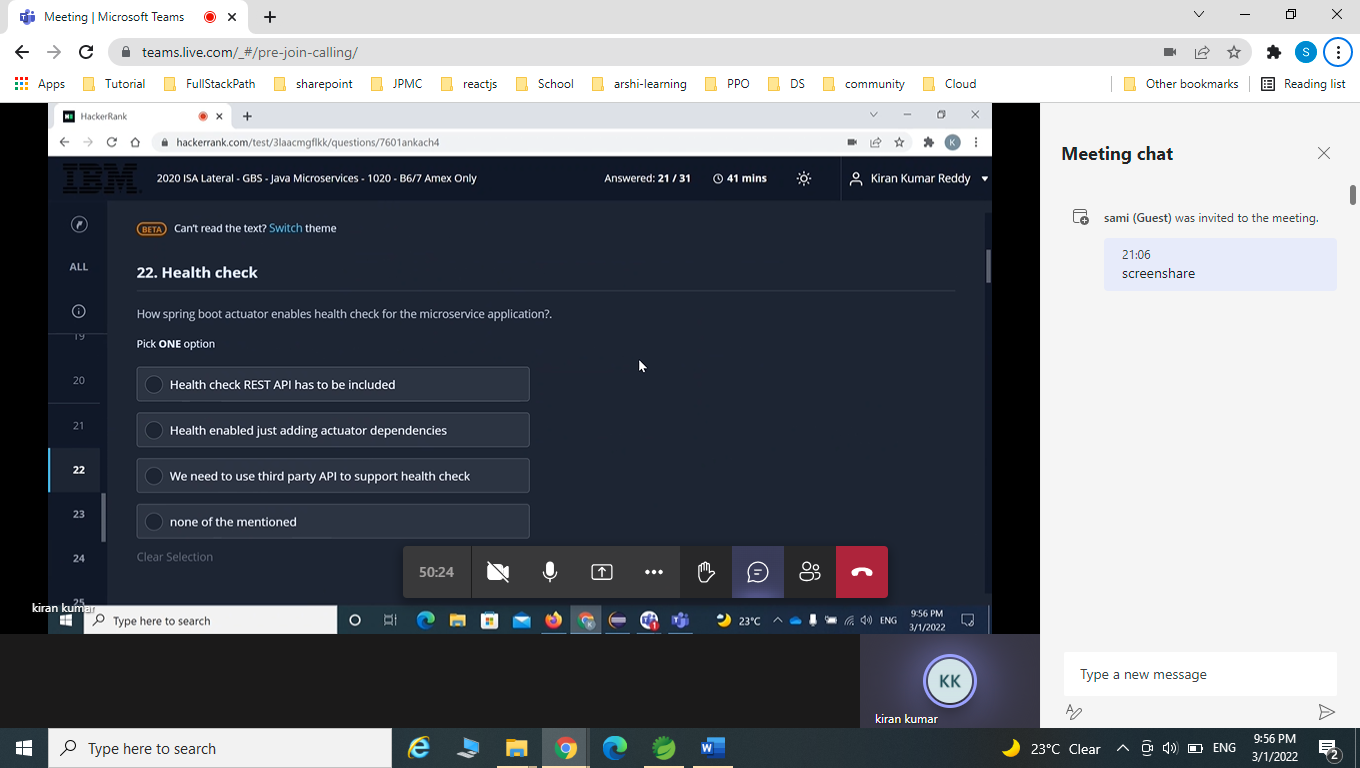 Meeting | Microsoft Teams
teams.live.com/_#/pre-join-calling/
S
Apps Tutorial FullStackPath sharepoint JPMC reactjs School arshi-learning PPO DS community Cloud Other bookmarks Reading list
HackerRank
hackerrank.com/test/3laacmgflkk/questions/7601ankach4
K
IBM 2020 ISA Lateral - GBS - Java Microservices - 1020 - B6/7 Amex Only Answered: 21 / 31 41 mins Kiran Kumar Reddy
BETA Can't read the text? Switch theme
ALL
22. Health check
How spring boot actuator enables health check for the microservice application?.
Pick ONE option
19
20
21
22
23
24
25
Health check REST API has to be included
Health enabled just adding actuator dependencies
We need to use third party API to support health check
none of the mentioned
Clear Selection
50:24
kiran kumar
Type here to search
23°C ENG 9:56 PM
3/1/2022
KK
kiran kumar
Meeting chat
sami (Guest) was invited to the meeting.
21:06
screenshare
Type a new message
Type here to search
23°C Clear ENG 9:56 PM
3/1/2022
2